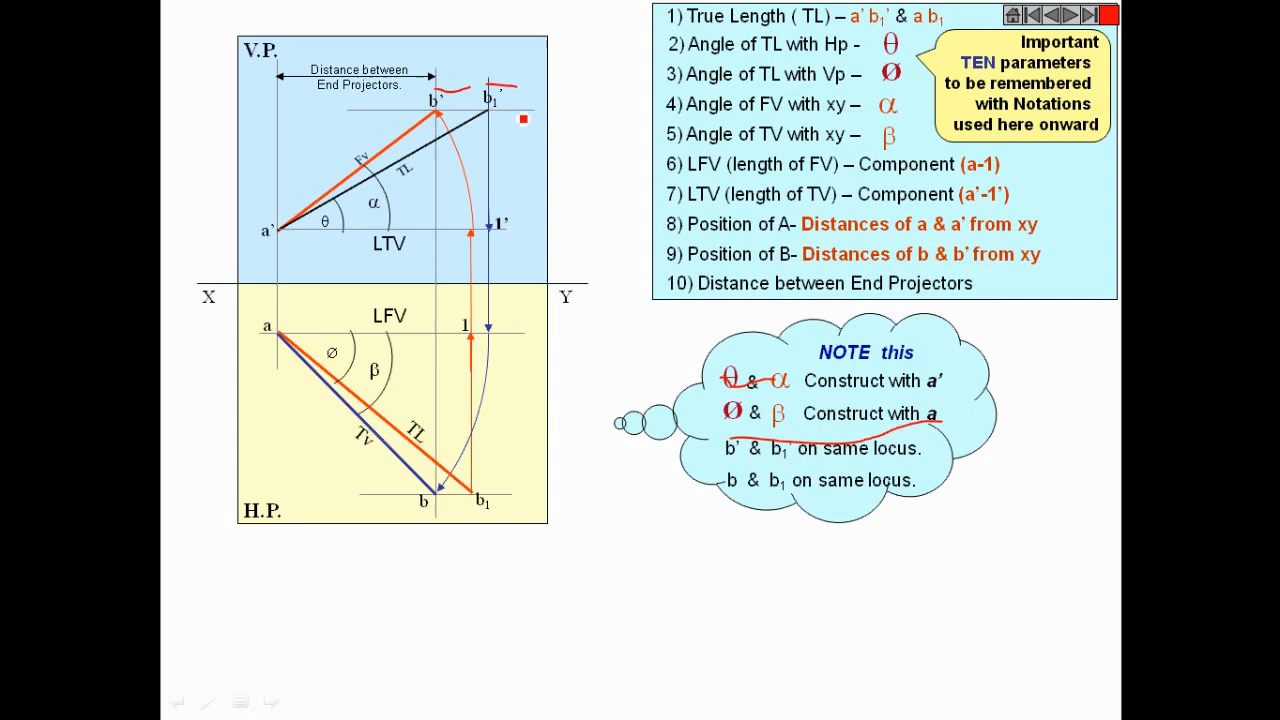 V.P.
Distance between
End Projectors.
b’ b₁’
Fv
TL
α
θ
a’
1’
LTV
X Y
LFV
a 1
Ø
β
TL
Tv
b b₁
H.P.
1) True Length ( TL) – a’ b₁’ & a b₁
2) Angle of TL with Hp - θ
3) Angle of TL with Vp – Ø
4) Angle of FV with xy – α
5) Angle of TV with xy – β
6) LFV (length of FV) – Component (a-1)
7) LTV (length of TV) – Component (a’-1’)
8) Position of A- Distances of a & a’ from xy
9) Position of B- Distances of b & b’ from xy
10) Distance between End Projectors
Important
TEN parameters
to be remembered
with Notations
used here onward
NOTE this
θ & α Construct with a’
Ø & β Construct with a
b’ & b₁’ on same locus.
b & b₁ on same locus.